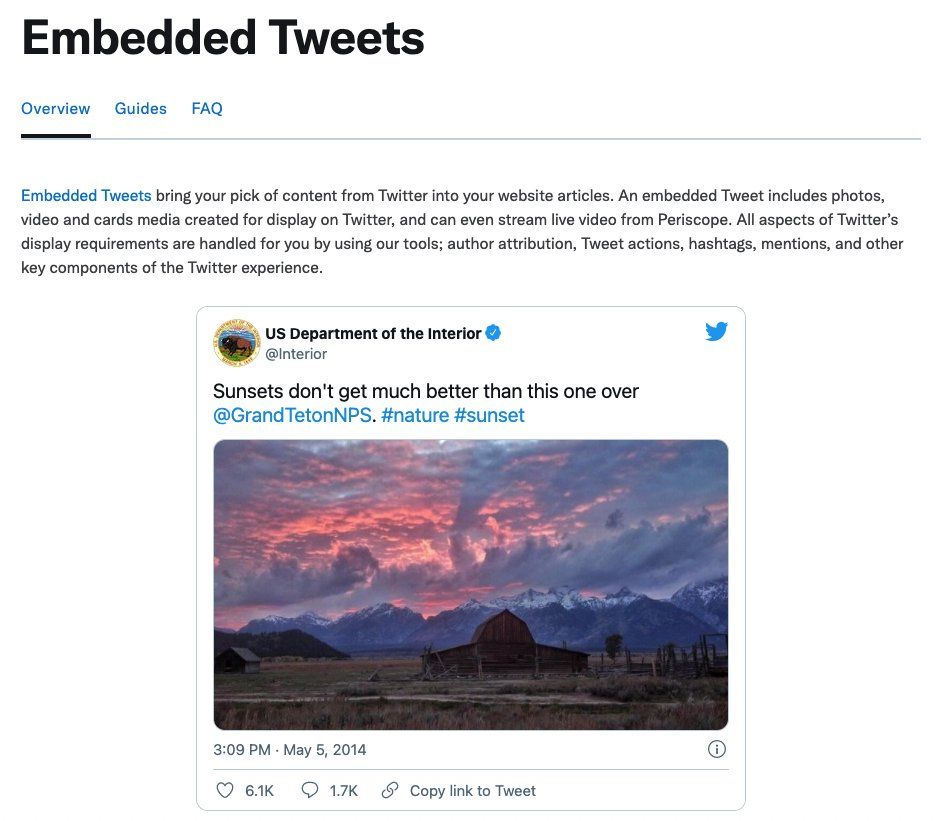 Embedded Tweets
Overview Guides FAQ
Embedded Tweets bring your pick of content from Twitter into your website articles. An embedded Tweet includes photos,
video and cards media created for display on Twitter, and can even stream live video from Periscope. All aspects of Twitter’s
display requirements are handled for you by using our tools; author attribution, Tweet actions, hashtags, mentions, and other
key components of the Twitter experience.
US Department of the Interior
@Interior
Sunsets don't get much better than this one over
@GrandTetonNPS. #nature #sunset
3:09 PM · May 5, 2014
6.1K 1.7K Copy link to Tweet